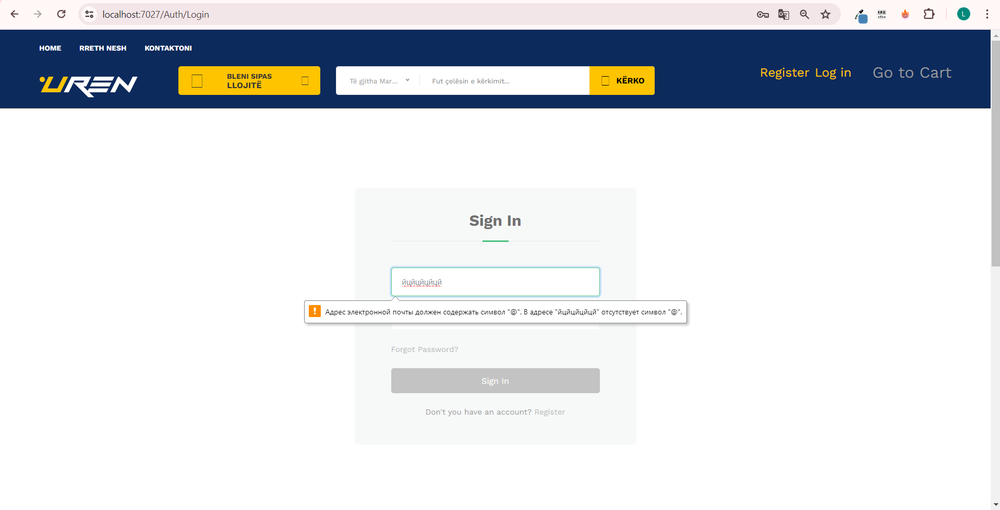 localhost:7027/Auth/Login
L
HOME RRETH NESH KONTAKTONI
UREN
BLENI SIPAS
LLOJITË
Të gjitha Mar...
Fut çelësin e kërkimit...
KËRKO
Register Log in
Go to Cart
Sign In
йцйцйцйцй
Адрес электронной почты должен содержать символ "@". В адресе "йцйцйцйцй" отсутствует символ "@".
Forgot Password?
Sign In
Don't you have an account? Register